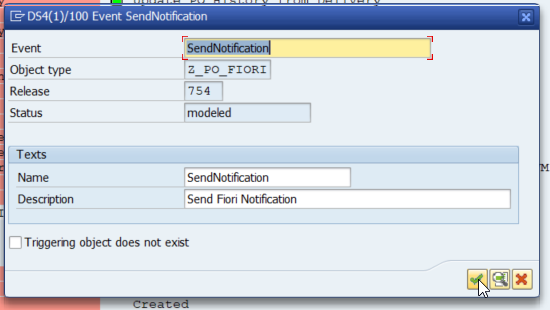 Update PO History from Delivery
DS4(1)/100 Event SendNotification
Event SendNotification
Object type Z_PO_FIORI
Release 754
Status modeled
Texts
Name SendNotification
Description Send Fiori Notification
Triggering object does not exist
Created